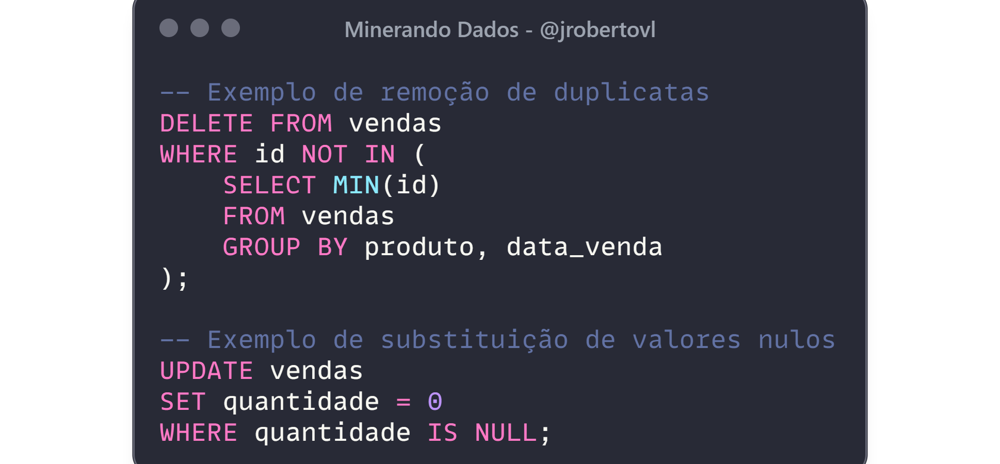 Minerando Dados - @jrobertovl
-- Exemplo de remoção de duplicatas
DELETE FROM vendas
WHERE id NOT IN (
    SELECT MIN(id)
    FROM vendas
    GROUP BY produto, data_venda
);
-- Exemplo de substituição de valores nulos
UPDATE vendas
SET quantidade = 0
WHERE quantidade IS NULL;